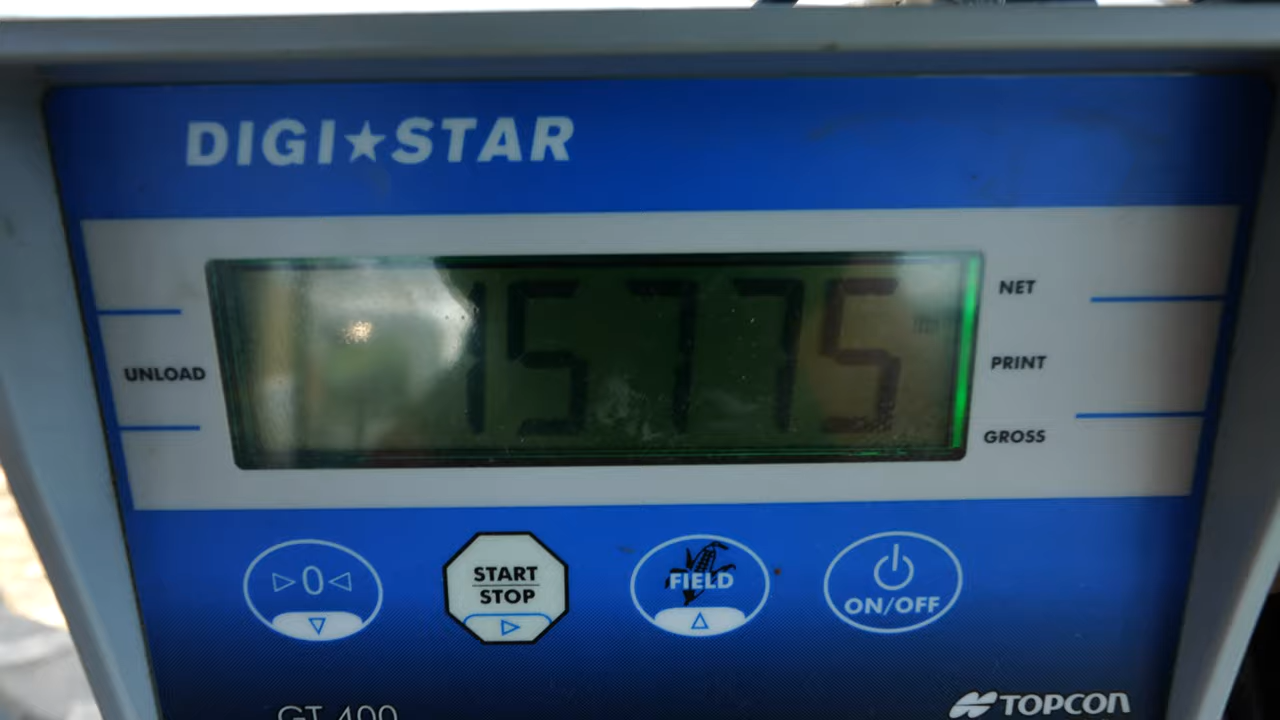 DIGI★STAR
NET
15775
UNLOAD
PRINT
GROSS
▷0◁
START
STOP
FIELD
ON/OFF
GT 400
TOPCON